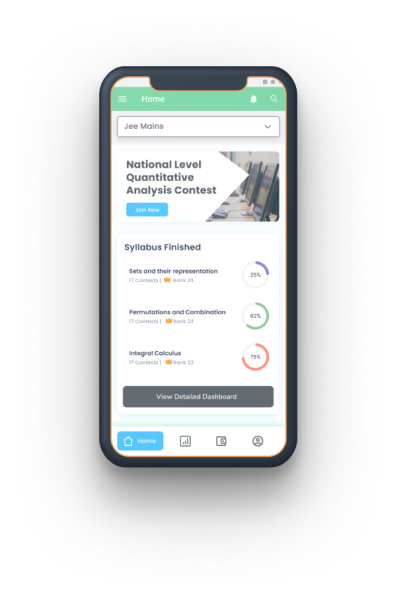 Home
Jee Mains
National Level
Quantitative
Analysis Contest
Join Now
Syllabus Finished
Sets and their representation
17 Contests | Rank 23
25%
Permutations and Combination
17 Contests | Rank 23
62%
Integral Calculus
17 Contests | Rank 23
75%
View Detailed Dashboard
Home